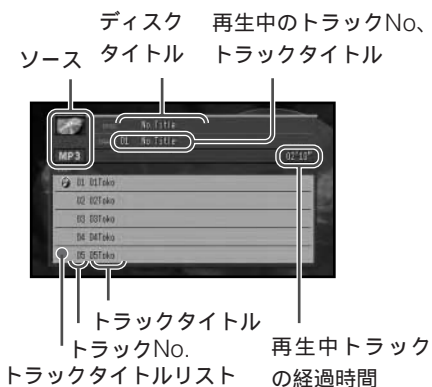 ディスク
タイトル
再生中のトラックNo、
トラックタイトル
ソース
No Title
01 No Title
MP3
02'10"
01 01Toko
02 02Toko
03 03Toko
04 04Toko
05 05Toko
トラックタイトル
トラックNo.
トラックタイトルリスト
再生中トラック
の経過時間